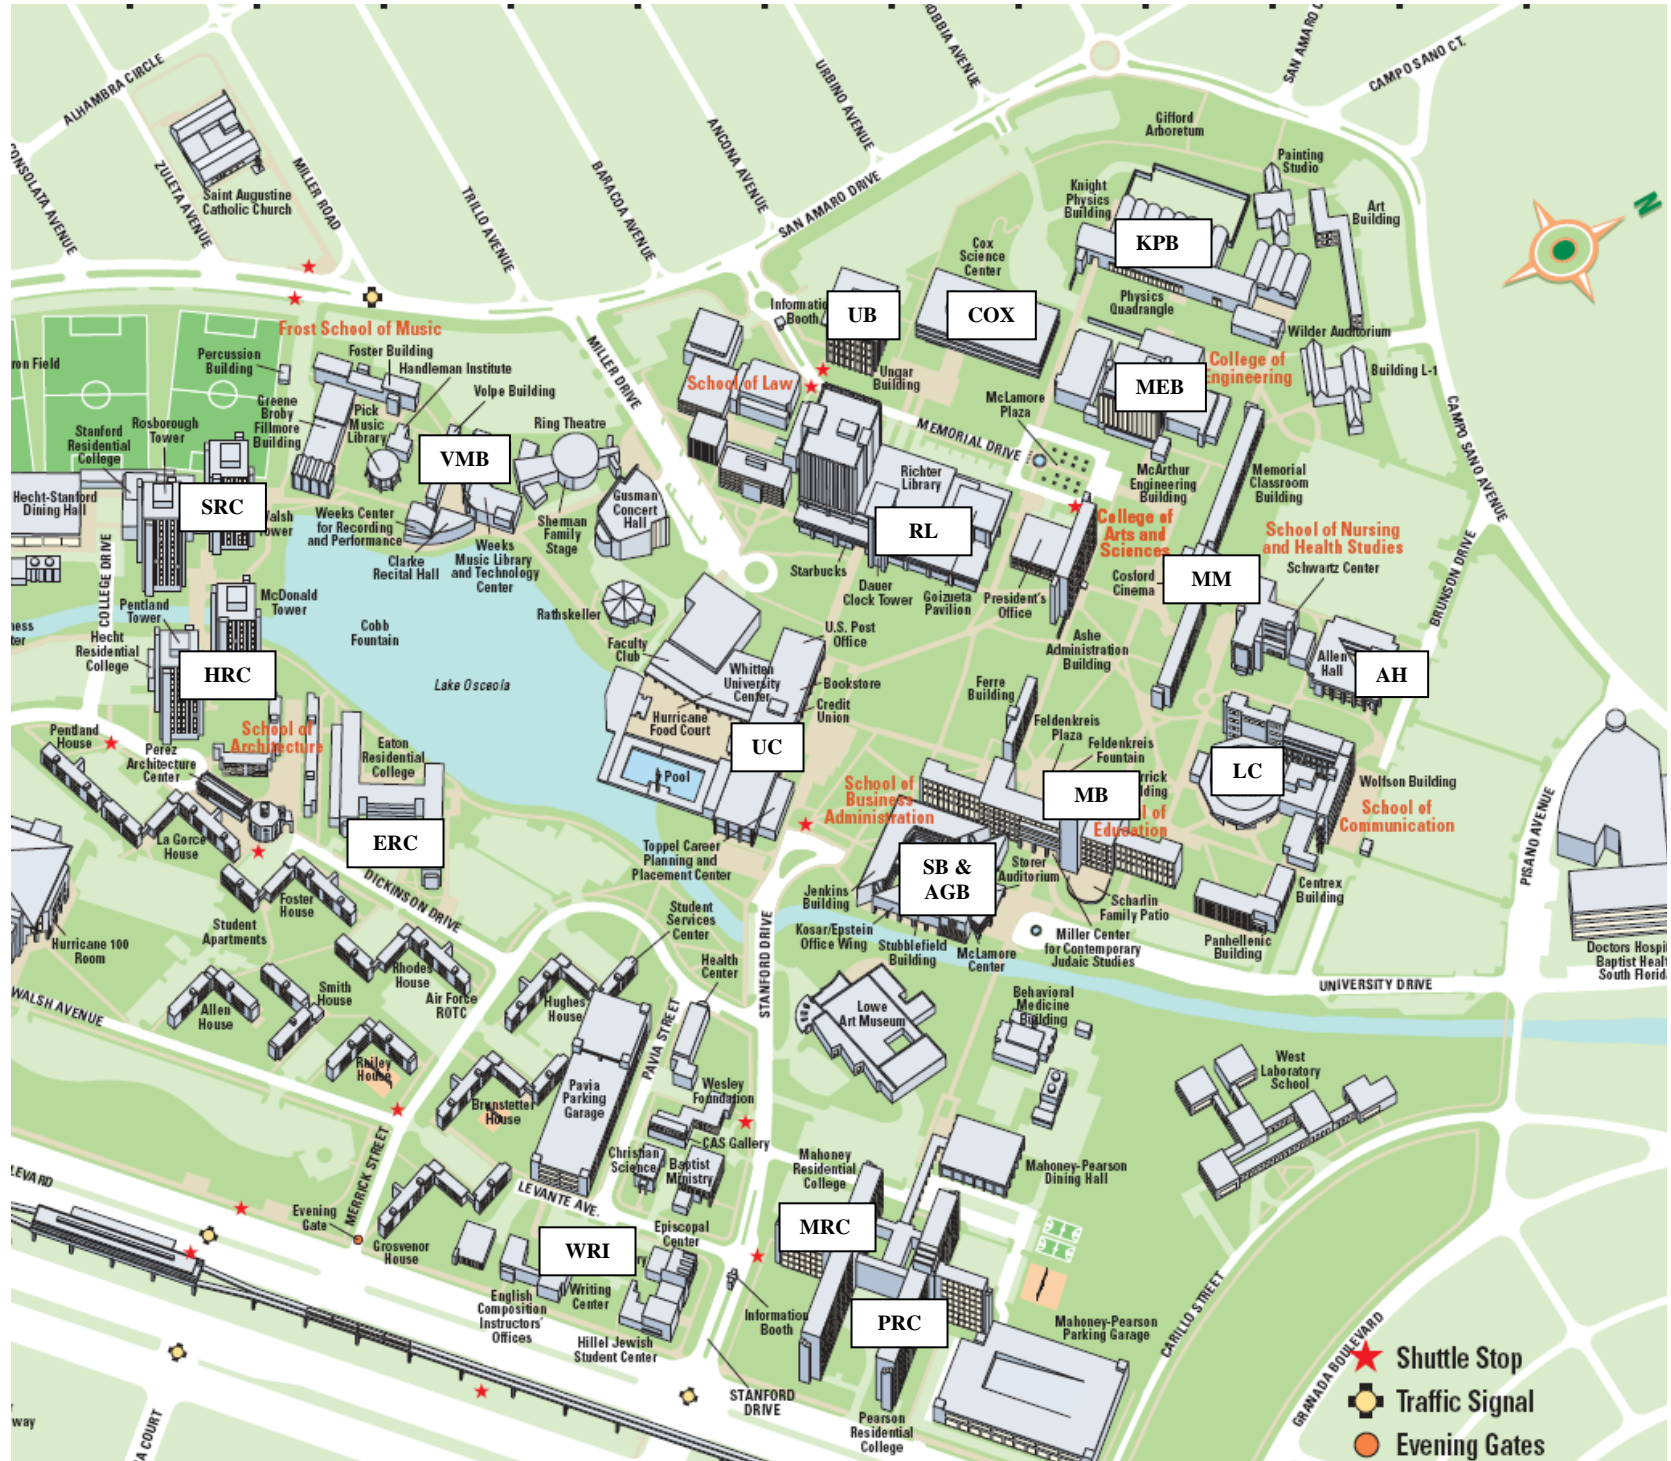 ALHAMBRA CIRCLE
ZULETA AVENUE
MILLER ROAD
Saint Augustine
Catholic Church
TRILLO AVENUE
BARACOA AVENUE
ANCONA AVENUE
URBINO AVENUE
SAN AMARO DRIVE
CAMPO SANO CT.
Gifford
Arboretum
Painting
Studio
Art
Building
Knight
Physics
Building
KPB
N
Cox
Science
Center
COX
UB
Ungar
Building
Physics
Quadrangle
Wilder Auditorium
Building L-1
College of
MEB
McArthur
Engineering
Building
McLamore
Plaza
MEMORIAL DRIVE
School of Law
MILLER DRIVE
Frost School of Music
Percussion
Building
Foster Building
Handleman Institute
Volpe Building
Greene
Broby
Fillmore
Building
Pick
Music
Library
VMB
Ring Theatre
Rosborough
Tower
Stanford
Residential
College
Hecht-Stanford
Dining Hall
SRC
Weeks Center
for Recording
and Performance
Clarke
Recital Hall
Weeks
Music Library
and Technology
Center
Sherman
Family
Stage
Gusman
Concert
Hall
Richter
Library
RL
Starbucks
Dauer
Clock Tower
Goizueta
Pavilion
President's
Office
College of
Arts and
Sciences
Cosford
Cinema
Ashe
Administration
Building
Memorial
Classroom
Building
School of Nursing
and Health Studies
Schwartz Center
MM
Allen
Hall
AH
CAMPO SANO AVENUE
BRUNSON DRIVE
COLLEGE DRIVE
Pentland
Tower
McDonald
Tower
Hecht
Residential
College
HRC
Cobb
Fountain
Lake Osceola
Rathskeller
Faculty
Club
Whitten
University
Center
Hurricane
Food Court
U.S. Post
Office
Bookstore
Credit
Union
UC
Pool
Ferre
Building
Feldenkreis
Plaza
Feldenkreis
Fountain
MB
LC
Wolfson Building
School of
Communication
Centrex
Building
Panhellenic
Building
School of
Business
Administration
SB &
AGB
Storer
Auditorium
Scharlin
Family Patio
Miller Center
for Contemporary
Judaic Studies
Jenkins
Building
Kosar/Epstein
Office Wing
Stubblefield
Building
McLamore
Center
Toppel Career
Planning and
Placement Center
Pentland
House
Perez
Architecture
Center
School of
Architecture
Eaton
Residential
College
ERC
La Gorce
House
DICKINSON DRIVE
Foster
House
Student
Apartments
Hurricane 100
Room
Rhodes
House
Air Force
ROTC
Smith
House
Allen
House
Railey
House
WALSH AVENUE
Student
Services
Center
Health
Center
Hughes
House
STANFORD DRIVE
PAVIA STREET
Pavia
Parking
Garage
Brunstetter
House
Wesley
Foundation
CAS Gallery
Christian
Science
Baptist
Ministry
Lowe
Art Museum
Behavioral
Medicine
Building
UNIVERSITY DRIVE
PISANO AVENUE
West
Laboratory
School
MERRICK STREET
Evening
Gate
Grosvenor
House
LEVANTE AVE.
WRI
Episcopal
Center
Writing
Center
English
Composition
Instructors'
Offices
Hillel Jewish
Student Center
Information
Booth
STANFORD
DRIVE
Mahoney
Residential
College
MRC
Mahoney-Pearson
Dining Hall
PRC
Pearson
Residential
College
Mahoney-Pearson
Parking Garage
CARILLO STREET
GRANADA BOULEVARD
Shuttle Stop
Traffic Signal
Evening Gates